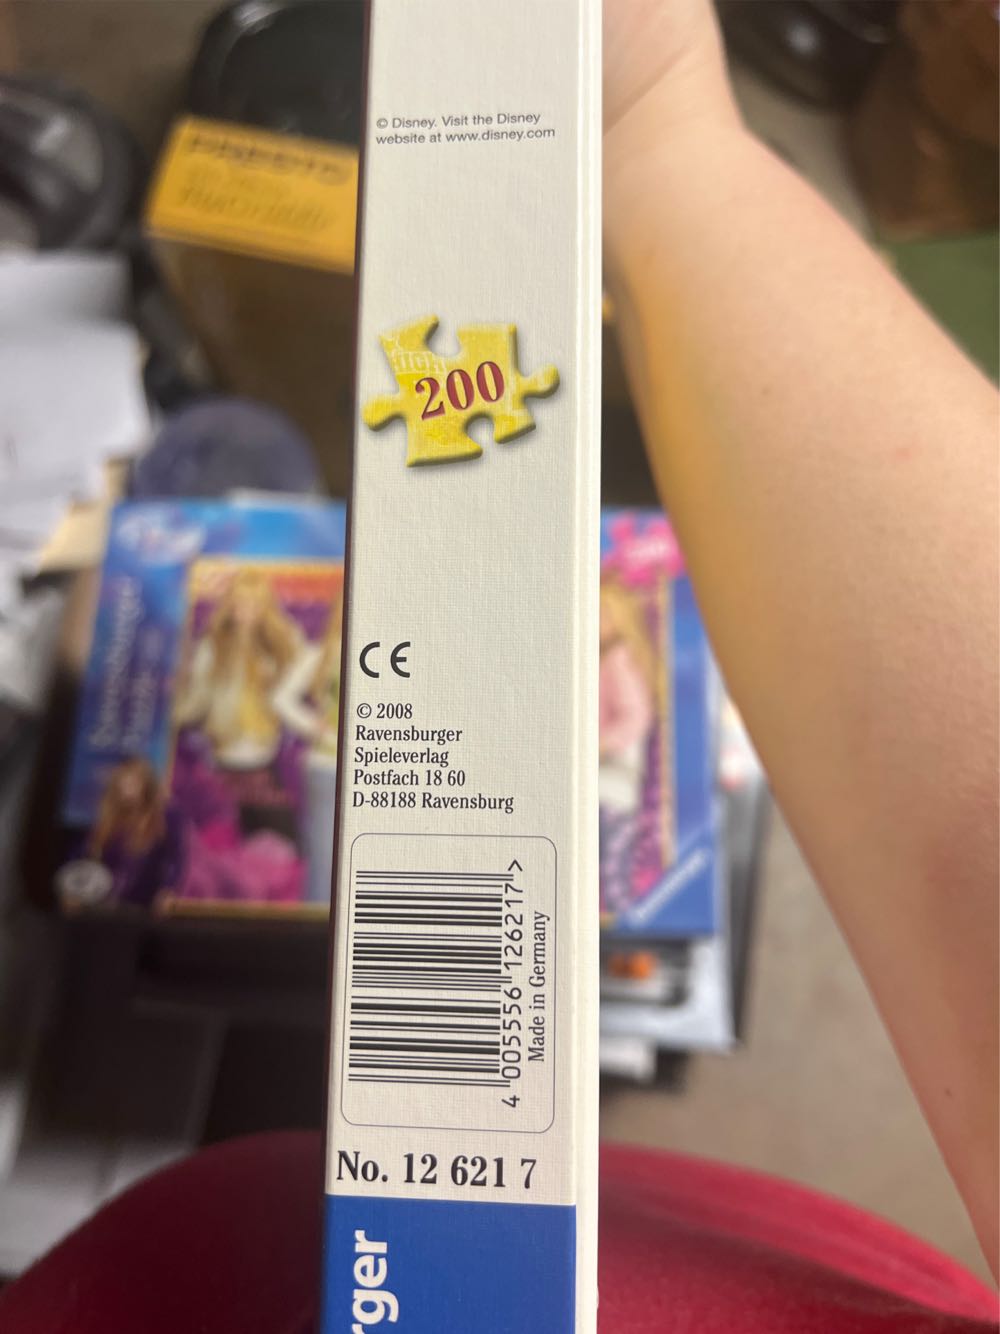 © Disney. Visit the Disney
website at www.disney.com
200
CE
© 2008
Ravensburger
Spieleverlag
Postfach 18 60
D-88188 Ravensburg
4 005556 126217 >
Made in Germany
No. 12 621 7
rger